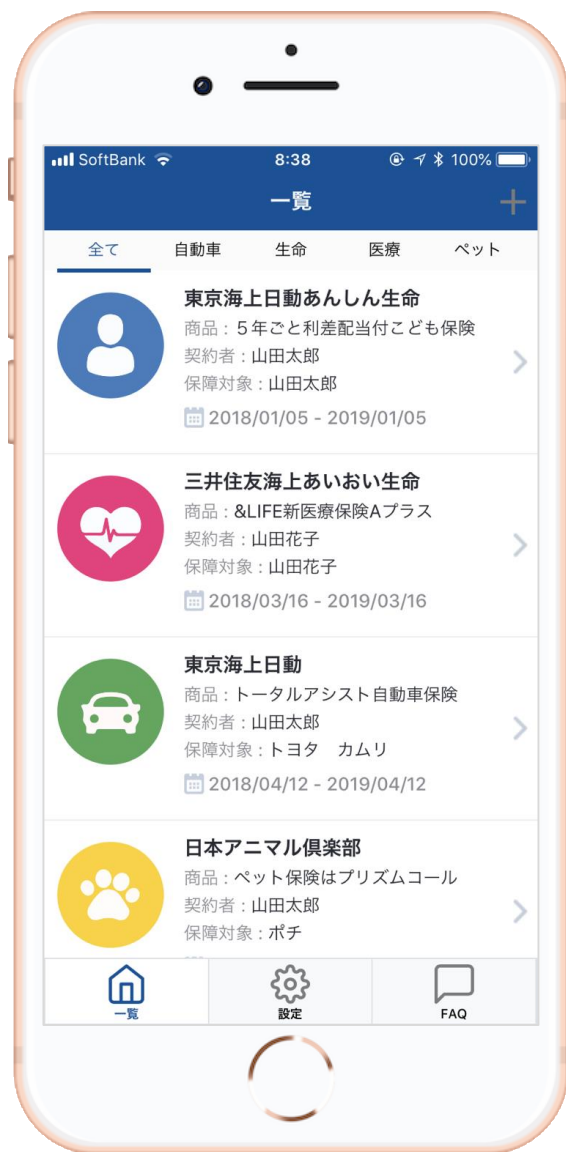 SoftBank 8:38 100%
一覧
全て 自動車 生命 医療 ペット
東京海上日動あんしん生命
商品：５年ごと利差配当付こども保険
契約者：山田太郎
保障対象：山田太郎
2018/01/05 - 2019/01/05
三井住友海上あいおい生命
商品：&LIFE新医療保険Aプラス
契約者：山田花子
保障対象：山田花子
2018/03/16 - 2019/03/16
東京海上日動
商品：トータルアシスト自動車保険
契約者：山田太郎
保障対象：トヨタ　カムリ
2018/04/12 - 2019/04/12
日本アニマル倶楽部
商品：ペット保険はプリズムコール
契約者：山田太郎
保障対象：ポチ
一覧 設定 FAQ